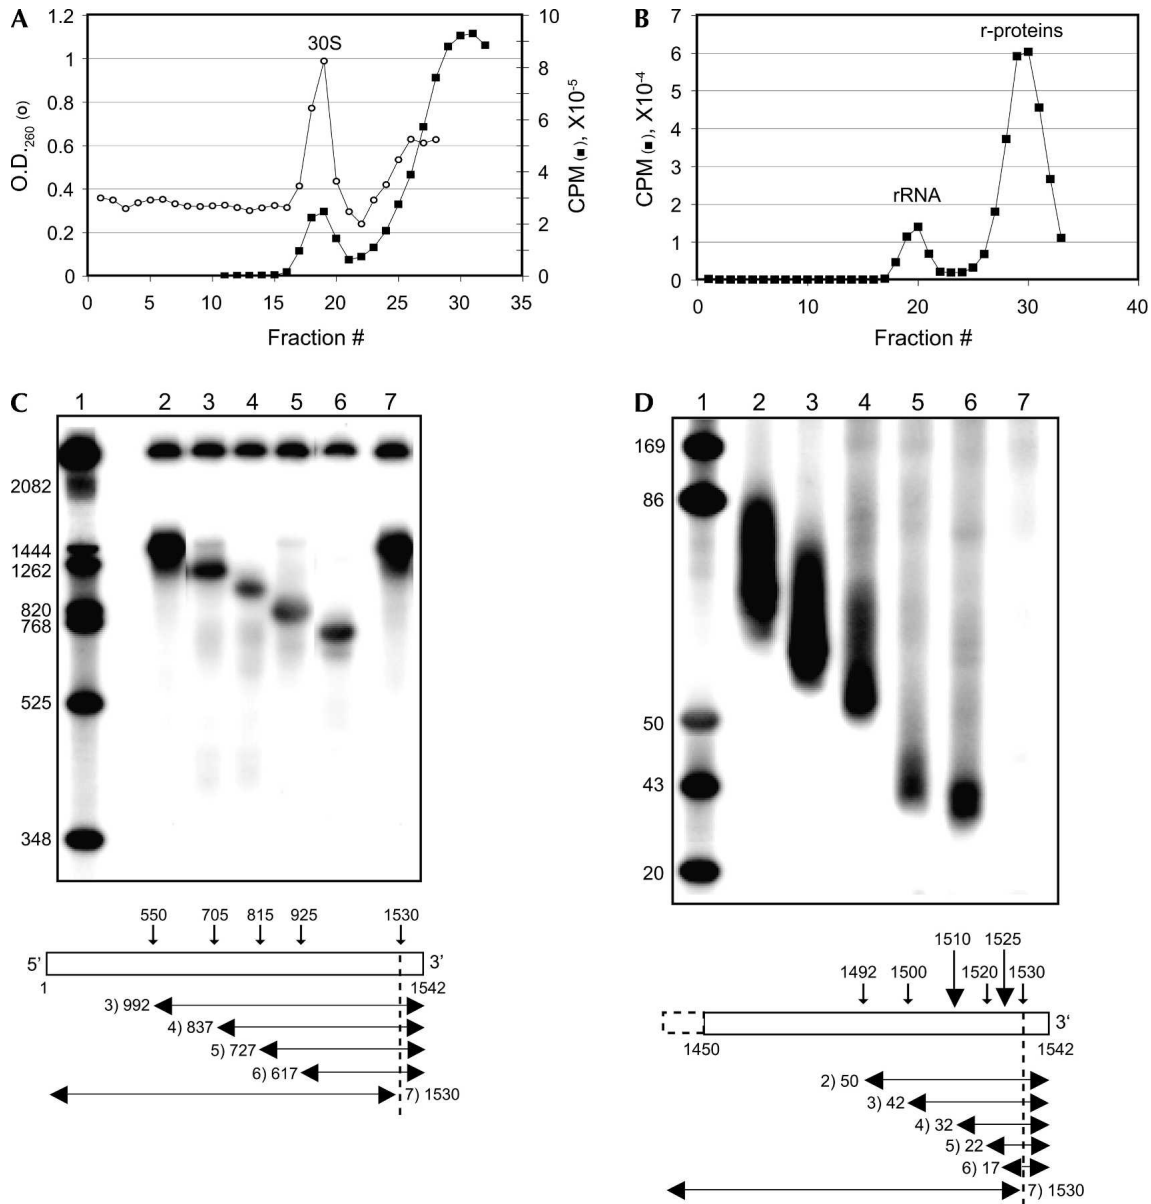 A
1.2
1
0.8
0.6
0.4
0.2
0
O.D.260 (o)
30S
10
8
6
4
2
0
CPM (■), X10-5
0 5 10 15 20 25 30 35
Fraction #
B
7
6
5
4
3
2
1
0
CPM (■), X10-4
r-proteins
rRNA
0 10 20 30 40
Fraction #
C
1 2 3 4 5 6 7
2082
1444
1262
820
768
525
348
550 705 815 925 1530
5’ 3’
1 1542
3) 992
4) 837
5) 727
6) 617
7) 1530
D
1 2 3 4 5 6 7
169
86
50
43
20
1510 1525
1492 1500 1520 1530
3‘
1450 1542
2) 50
3) 42
4) 32
5) 22
6) 17
7) 1530